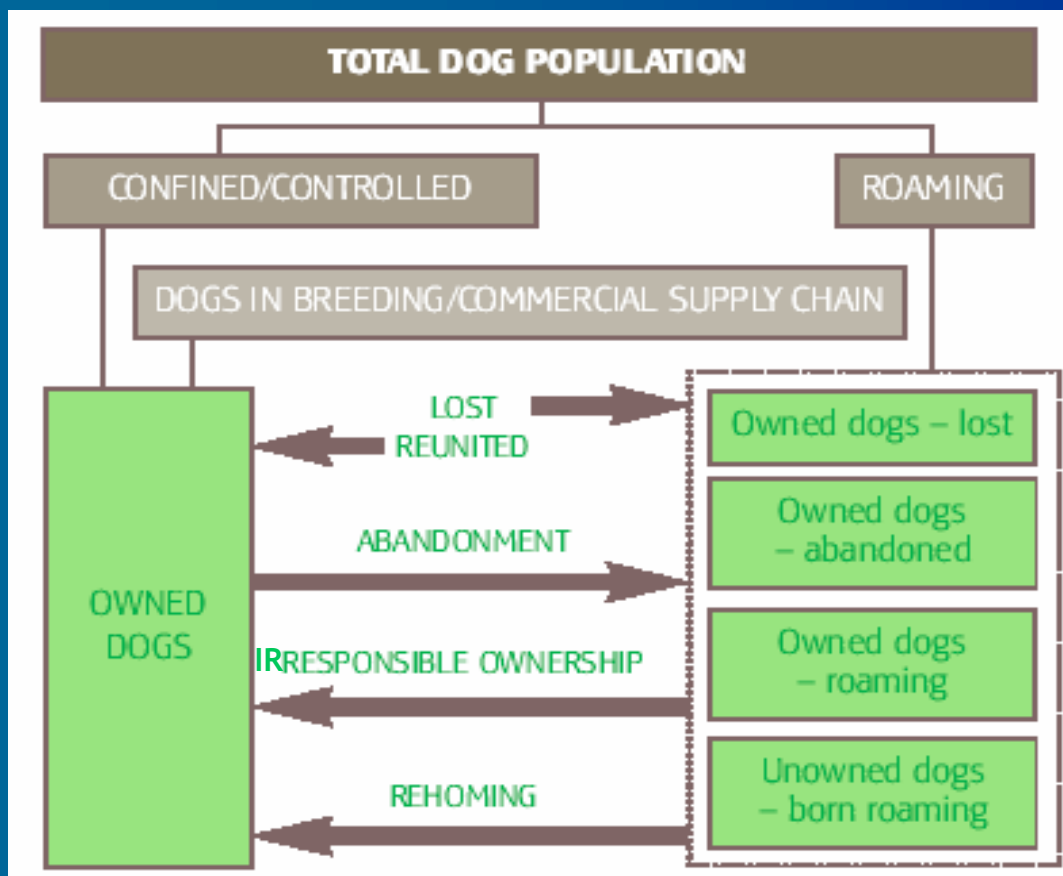 TOTAL DOG POPULATION
CONFINED/CONTROLLED
ROAMING
DOGS IN BREEDING/COMMERCIAL SUPPLY CHAIN
OWNED
DOGS
LOST
REUNITED
ABANDONMENT
IRRESPONSIBLE OWNERSHIP
REHOMING
Owned dogs – lost
Owned dogs
– abandoned
Owned dogs
– roaming
Unowned dogs
– born roaming